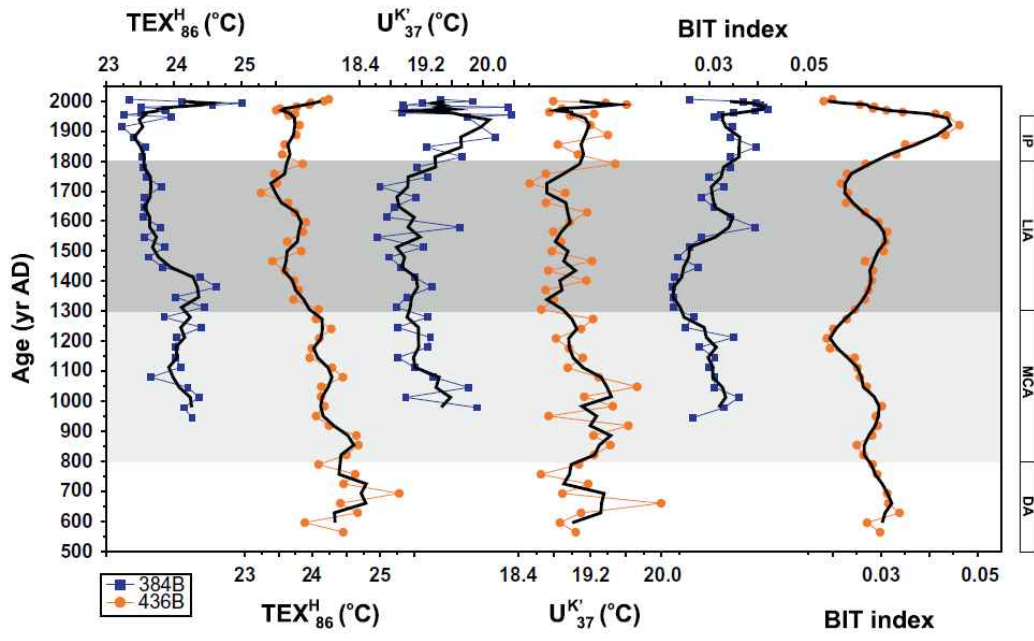 TEX^H_86 (°C) U^K'_37 (°C) BIT index
23 24 25 18.4 19.2 20.0 0.03 0.05
Age (yr AD)
2000
1900
1800
1700
1600
1500
1400
1300
1200
1100
1000
900
800
700
600
500
IP
LIA
MCA
DA
384B
436B
23 24 25 18.4 19.2 20.0 0.03 0.05
TEX^H_86 (°C) U^K'_37 (°C) BIT index